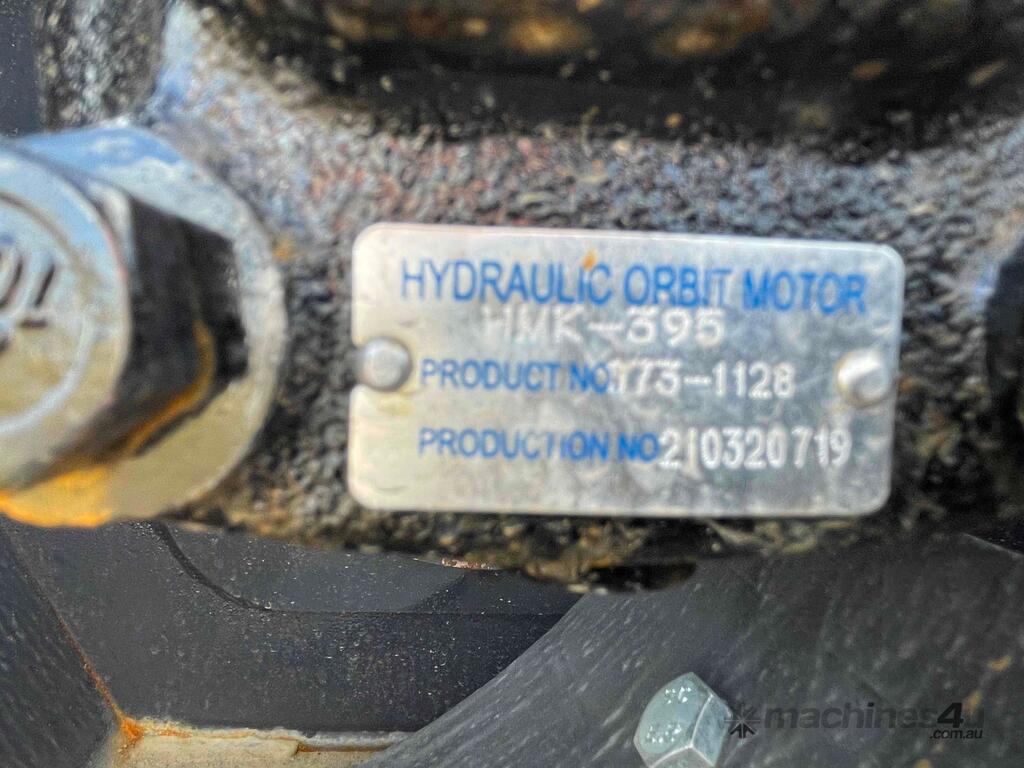 HYDRAULIC ORBIT MOTOR
HMK-395
PRODUCT NO 173-1128
PRODUCTION NO 210320719
machines4u
.com.au